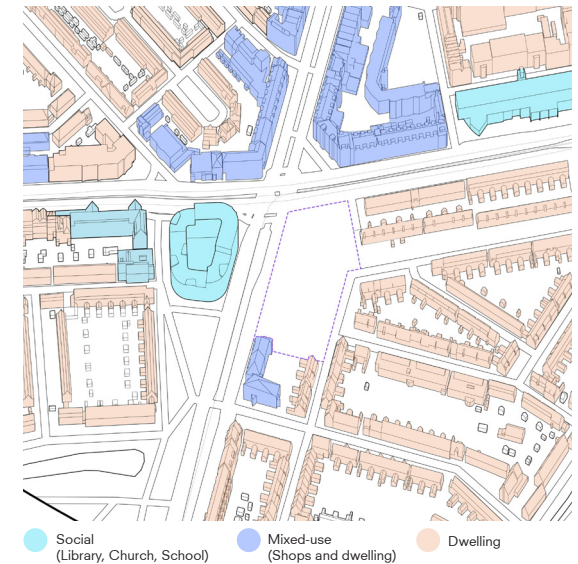 Social
(Library, Church, School)
Mixed-use
(Shops and dwelling)
Dwelling